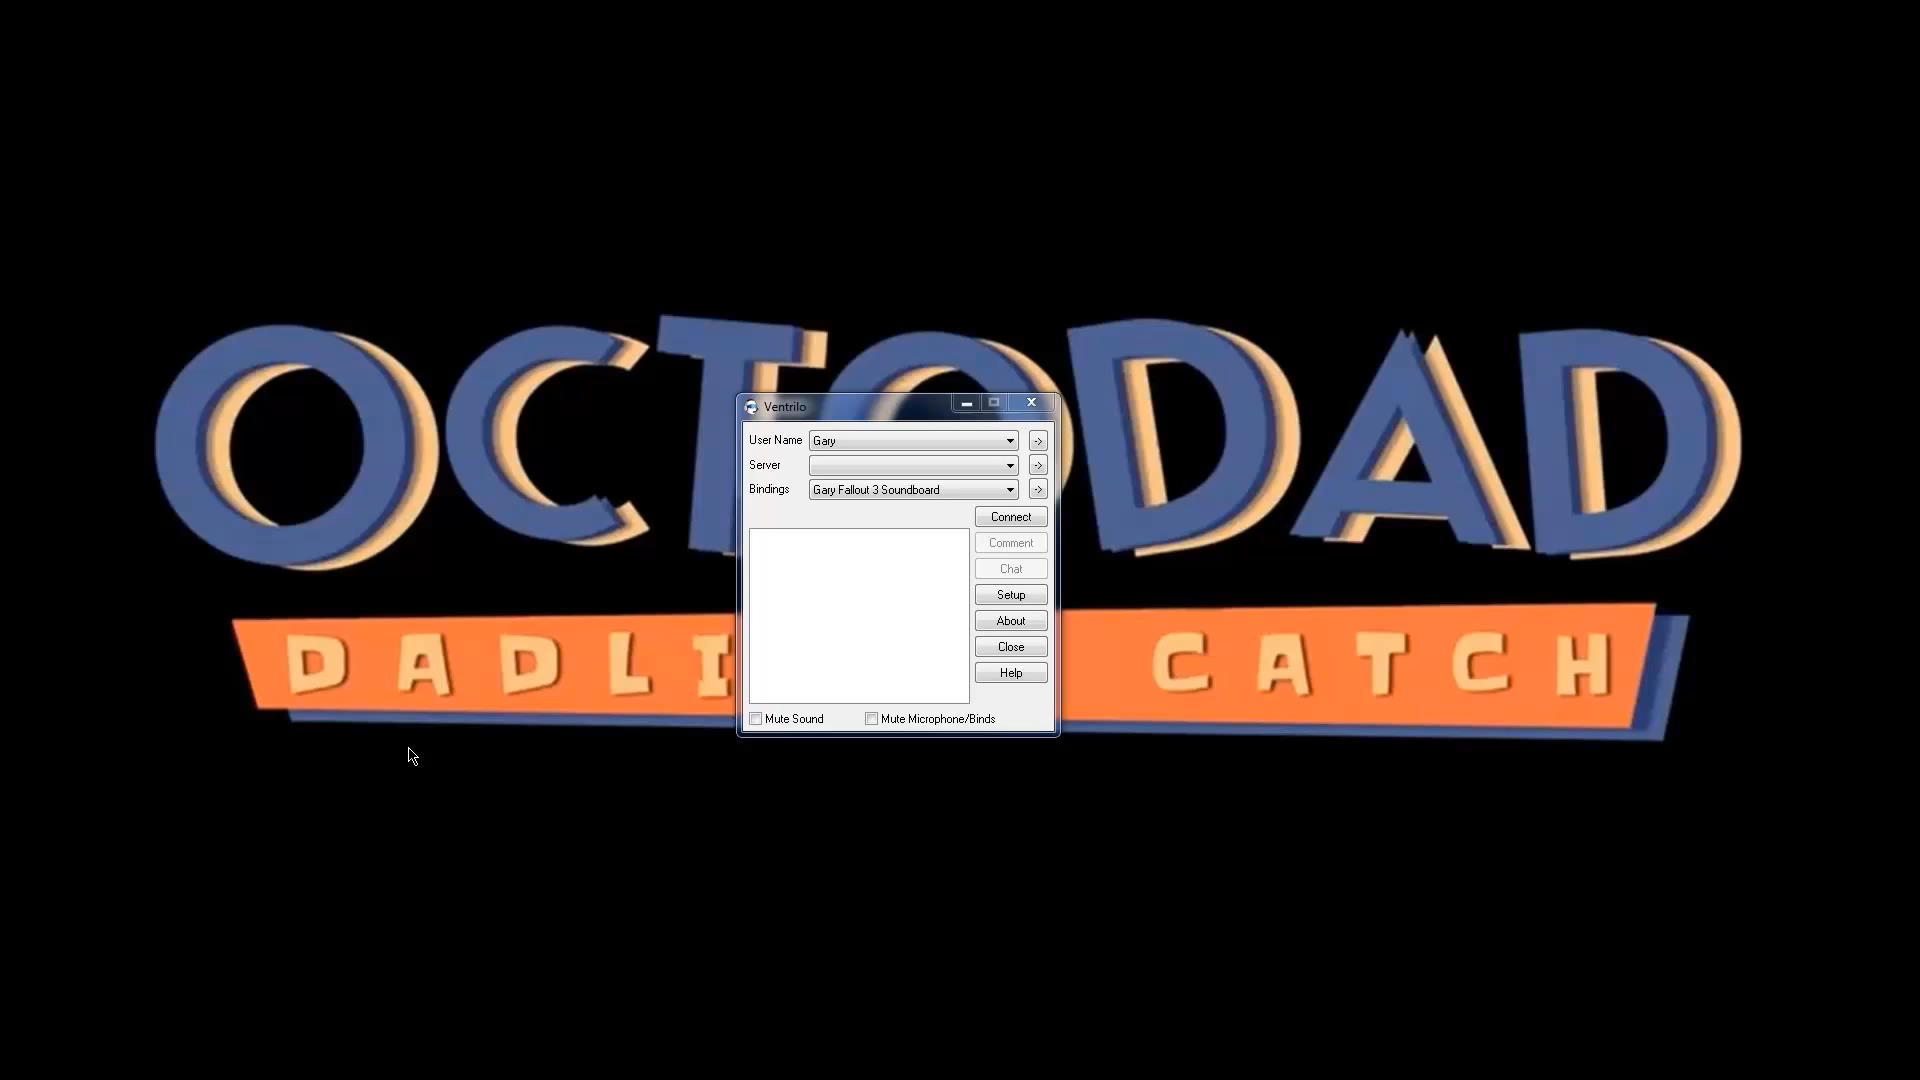 OCTODAD
DADLI CATCH
Ventrilo
User Name Gary ->
Server ->
Bindings Gary Fallout 3 Soundboard ->
Connect
Comment
Chat
Setup
About
Close
Help
Mute Sound Mute Microphone/Binds